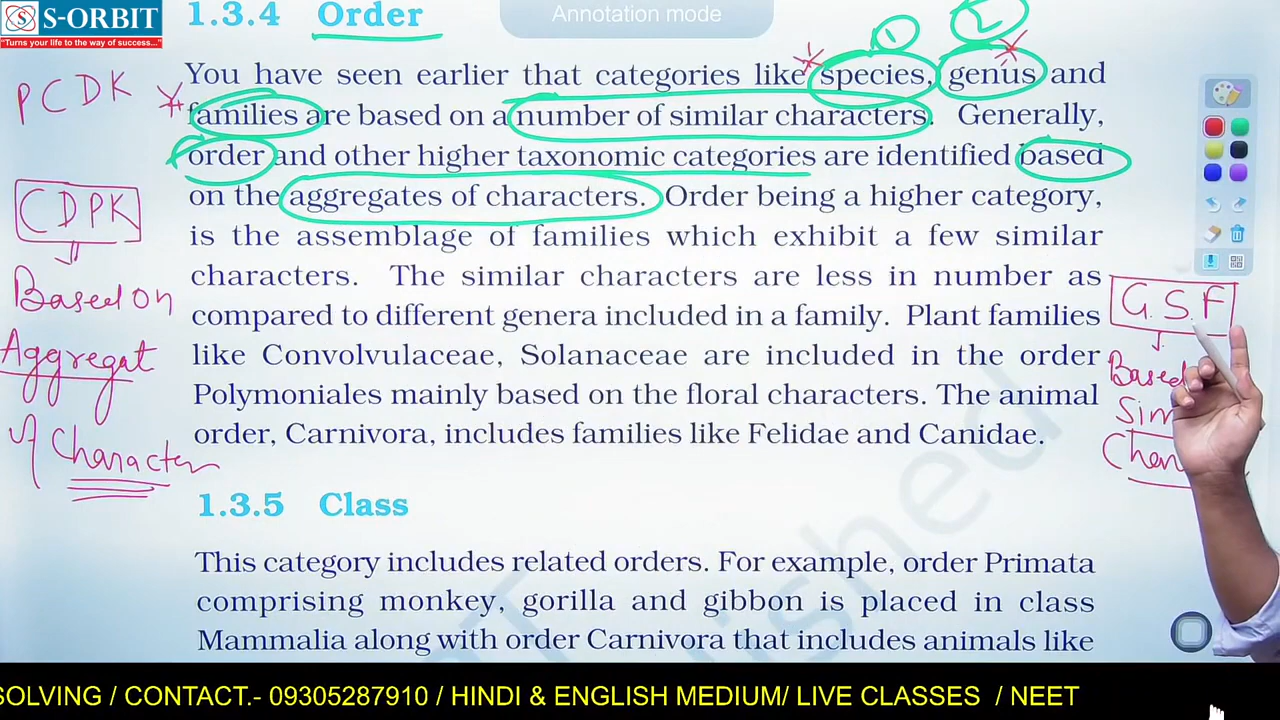 S-ORBIT
"Turns your life to the way of success..."
Annotation mode
1.3.4 Order
1
2
You have seen earlier that categories like species, genus and
families are based on a number of similar characters. Generally,
order and other higher taxonomic categories are identified based
on the aggregates of characters. Order being a higher category,
is the assemblage of families which exhibit a few similar
characters. The similar characters are less in number as
compared to different genera included in a family. Plant families
like Convolvulaceae, Solanaceae are included in the order
Polymoniales mainly based on the floral characters. The animal
order, Carnivora, includes families like Felidae and Canidae.
PCDK
CDPK
Based on
Aggregat
of Character
G.S.F
Based
Sim
Char
1.3.5 Class
This category includes related orders. For example, order Primata
comprising monkey, gorilla and gibbon is placed in class
Mammalia along with order Carnivora that includes animals like
SOLVING / CONTACT.- 09305287910 / HINDI & ENGLISH MEDIUM/ LIVE CLASSES / NEET